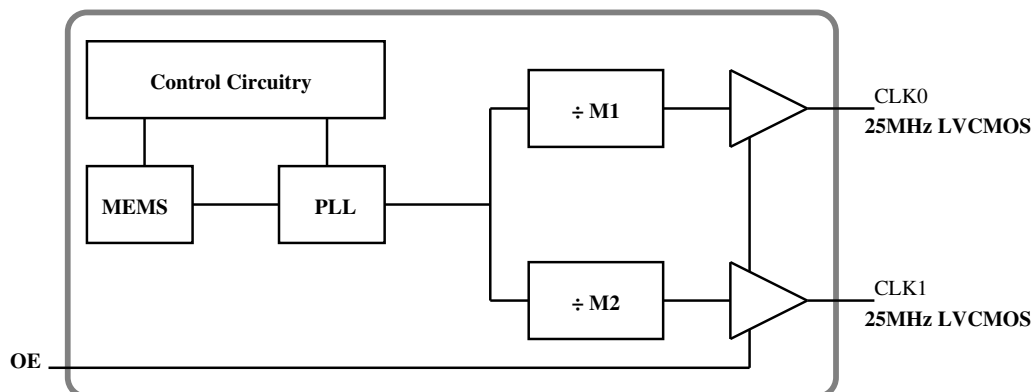 Control Circuitry
MEMS
PLL
÷ M1
÷ M2
CLK0
25MHz LVCMOS
CLK1
25MHz LVCMOS
OE